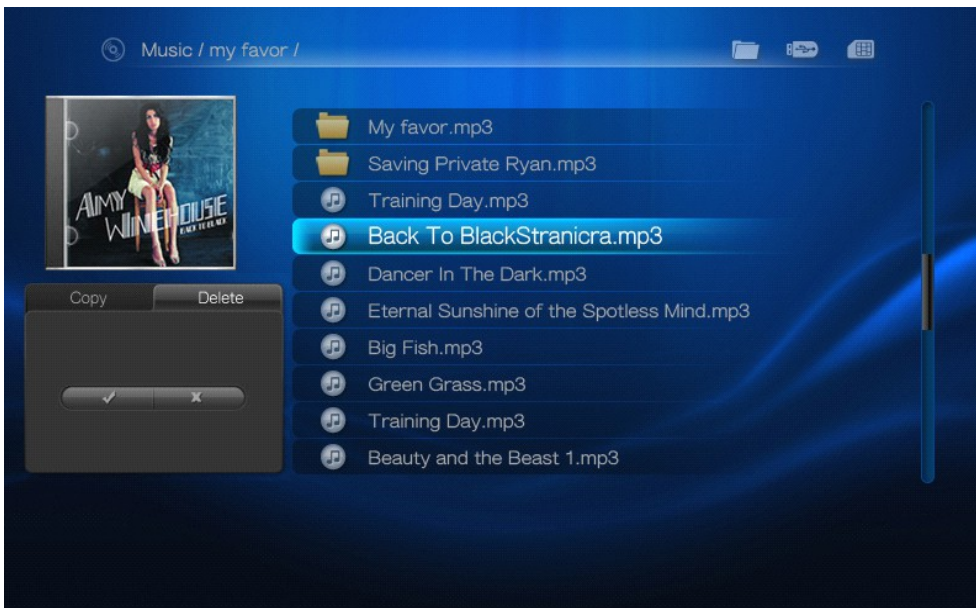 Music / my favor /
AMY
WINEHOUSE
BACK TO BLACK
Copy
Delete
My favor.mp3
Saving Private Ryan.mp3
Training Day.mp3
Back To BlackStranicra.mp3
Dancer In The Dark.mp3
Eternal Sunshine of the Spotless Mind.mp3
Big Fish.mp3
Green Grass.mp3
Training Day.mp3
Beauty and the Beast 1.mp3